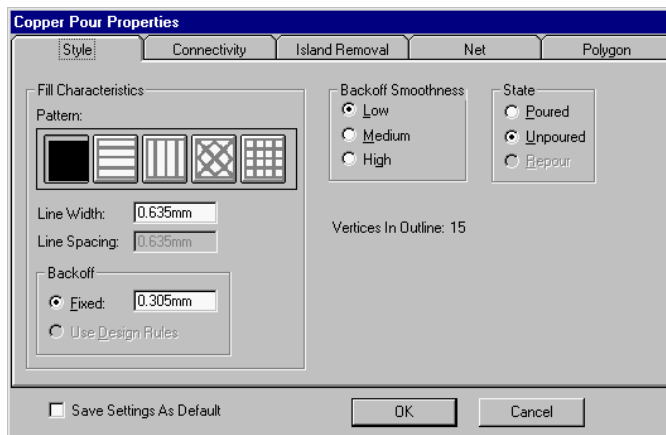 Copper Pour Properties
Style Connectivity Island Removal Net Polygon
Fill Characteristics
Pattern:
Line Width: 0.635mm
Line Spacing: 0.635mm
Backoff
Fixed: 0.305mm
Use Design Rules
Backoff Smoothness
Low
Medium
High
State
Poured
Unpoured
Repour
Vertices In Outline: 15
Save Settings As Default
OK Cancel